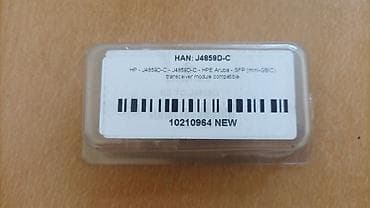 HAN: J4859D-C
HP - J4859D-C - J4859D-C - HPE Aruba - SFP (mini-GBIC)
transceiver module compatible
10210964 NEW